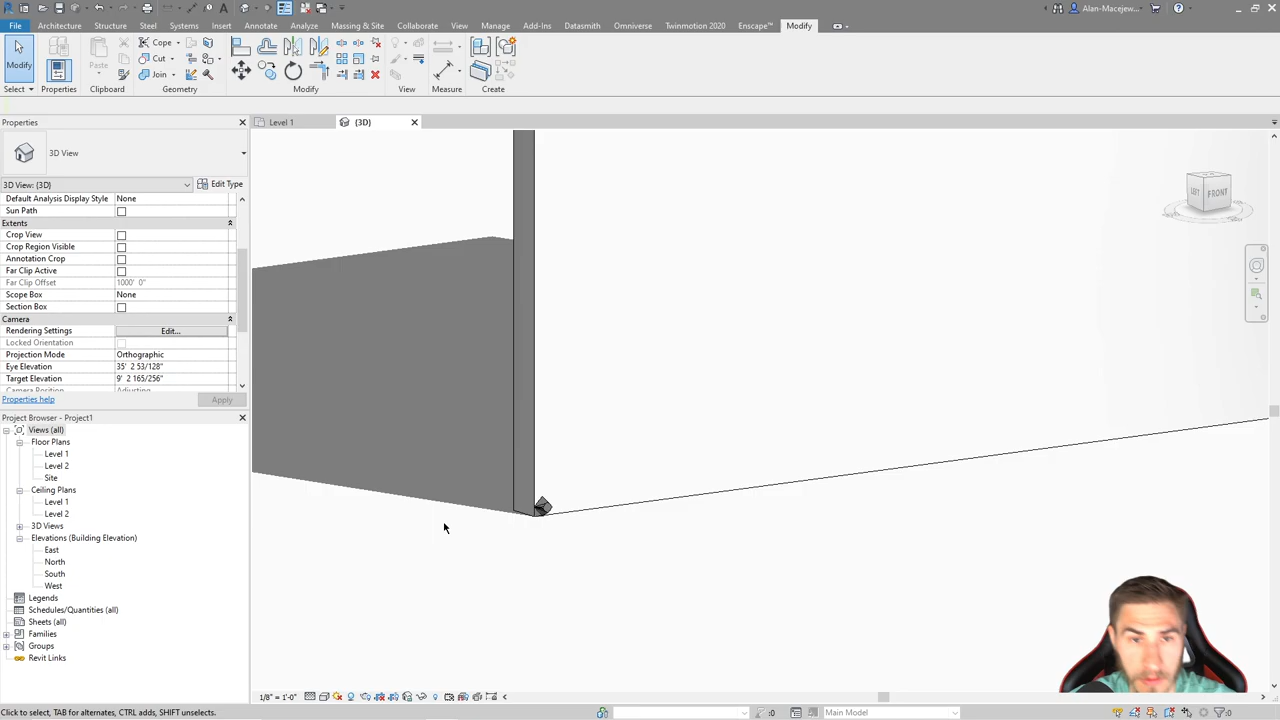 Alan-Macejew...
File
Architecture
Structure
Steel
Systems
Insert
Annotate
Analyze
Massing & Site
Collaborate
View
Manage
Add-Ins
Datasmith
Omniverse
Twinmotion 2020
Enscape™
Modify
Modify
Properties
Paste
Cope
Cut
Join
Select
Properties
Clipboard
Geometry
Modify
View
Measure
Create
Properties
Level 1
(3D)
3D View
3D View: {3D}
Edit Type
Default Analysis Display Style None
Sun Path
Extents
Crop View
Crop Region Visible
Annotation Crop
Far Clip Active
Far Clip Offset 1000' 0"
Scope Box None
Section Box
Camera
Rendering Settings Edit...
Locked Orientation
Projection Mode Orthographic
Eye Elevation 35' 2 53/128"
Target Elevation 9' 2 165/256"
Camera Position Adjusting
Properties help
Apply
Project Browser - Project1
Views (all)
Floor Plans
Level 1
Level 2
Site
Ceiling Plans
Level 1
Level 2
3D Views
Elevations (Building Elevation)
East
North
South
West
Legends
Schedules/Quantities (all)
Sheets (all)
Families
Groups
Revit Links
FRONT
1/8" = 1'-0"
Click to select, TAB for alternates, CTRL adds, SHIFT unselects.
:0
Main Model
:0